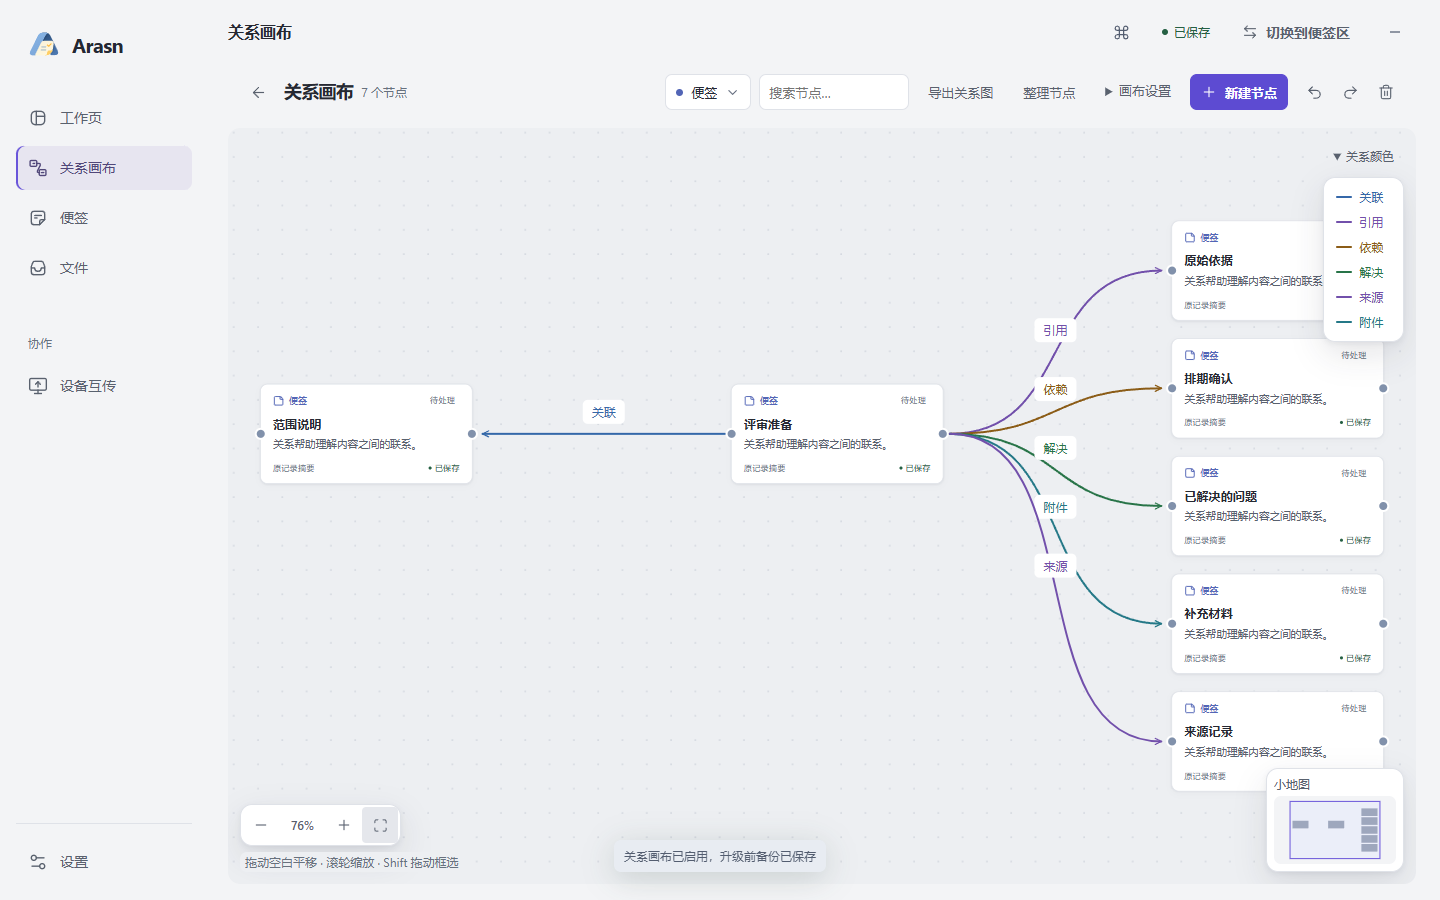 Arasn
工作页
关系画布
便签
文件
协作
设备互传
设置
关系画布
已保存
切换到便签区
关系画布 7 个节点
便签
搜索节点...
导出关系图
整理节点
画布设置
新建节点
关系颜色
关联
引用
依赖
解决
来源
附件
便签 待处理
范围说明
关系帮助理解内容之间的联系。
原记录摘要 已保存
关联
便签 待处理
评审准备
关系帮助理解内容之间的联系。
原记录摘要 已保存
引用
依赖
解决
附件
来源
便签
原始依据
关系帮助理解内容之间的联系
原记录摘要
便签 待处理
排期确认
关系帮助理解内容之间的联系。
原记录摘要 已保存
便签 待处理
已解决的问题
关系帮助理解内容之间的联系。
原记录摘要 已保存
便签 待处理
补充材料
关系帮助理解内容之间的联系。
原记录摘要 已保存
便签 待处理
来源记录
关系帮助理解内容之间的联系。
原记录摘要
小地图
76%
拖动空白平移 · 滚轮缩放 · Shift 拖动框选
关系画布已启用，升级前备份已保存